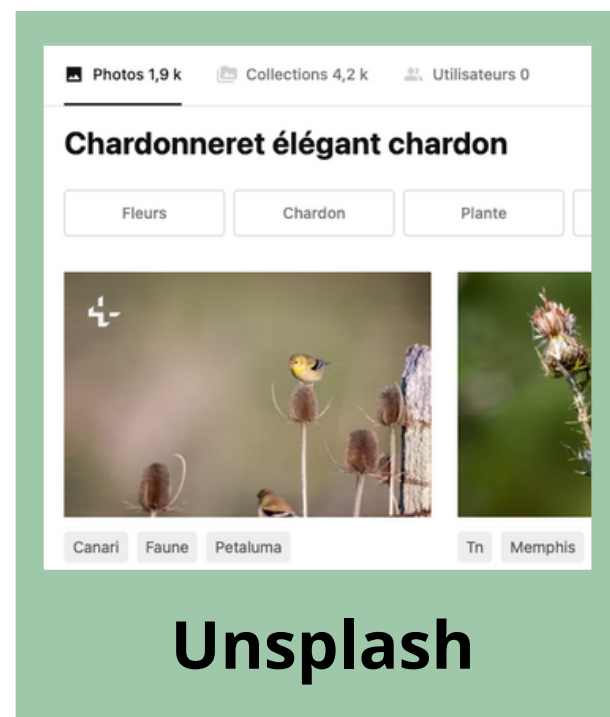 Photos 1,9 k Collections 4,2 k Utilisateurs 0
Chardonneret élégant chardon
Fleurs Chardon Plante
Canari Faune Petaluma Tn Memphis
Unsplash